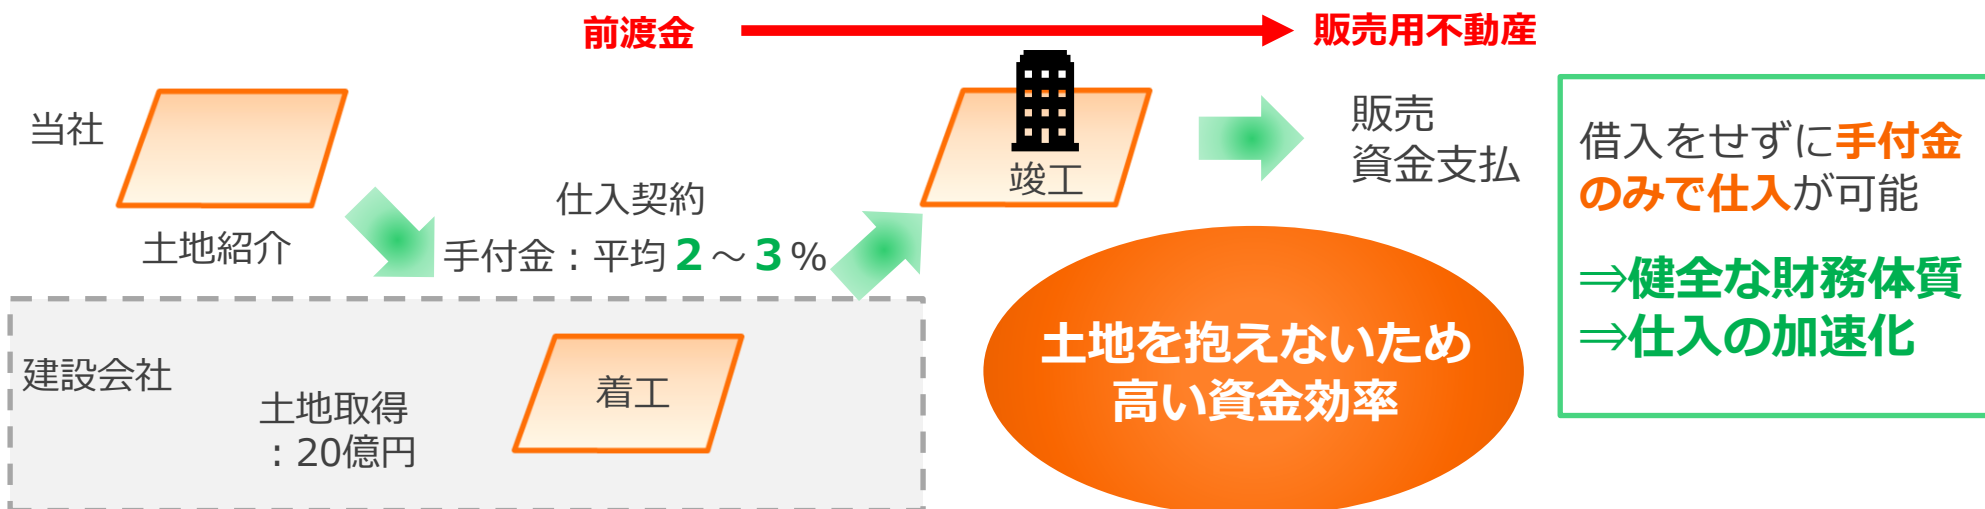 前渡金
販売用不動産
当社
土地紹介
仕入契約
手付金：平均2～3%
竣工
販売
資金支払
建設会社
土地取得
：20億円
着工
土地を抱えないため
高い資金効率
借入をせずに手付金
のみで仕入が可能
⇒健全な財務体質
⇒仕入の加速化